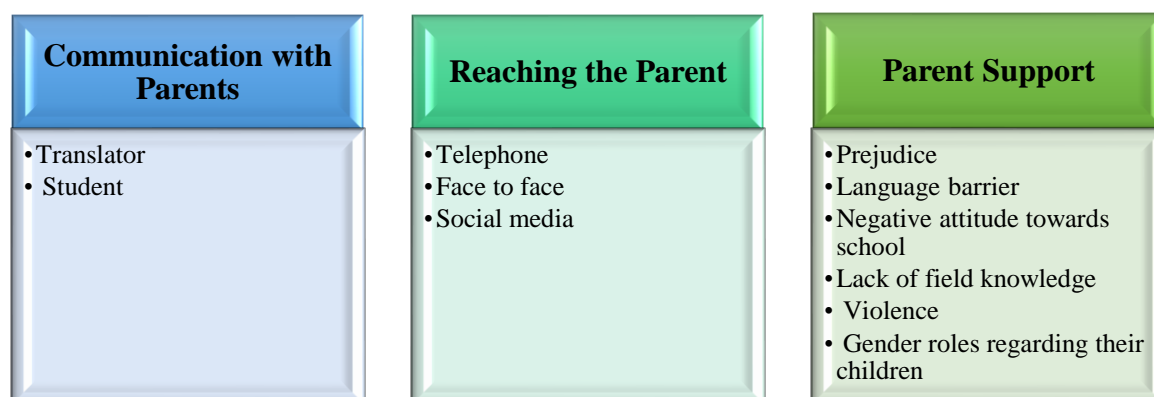 Communication with
Parents
•Translator
• Student
Reaching the Parent
•Telephone
•Face to face
•Social media
Parent Support
•Prejudice
•Language barrier
•Negative attitude towards
school
•Lack of field knowledge
• Violence
• Gender roles regarding their
children